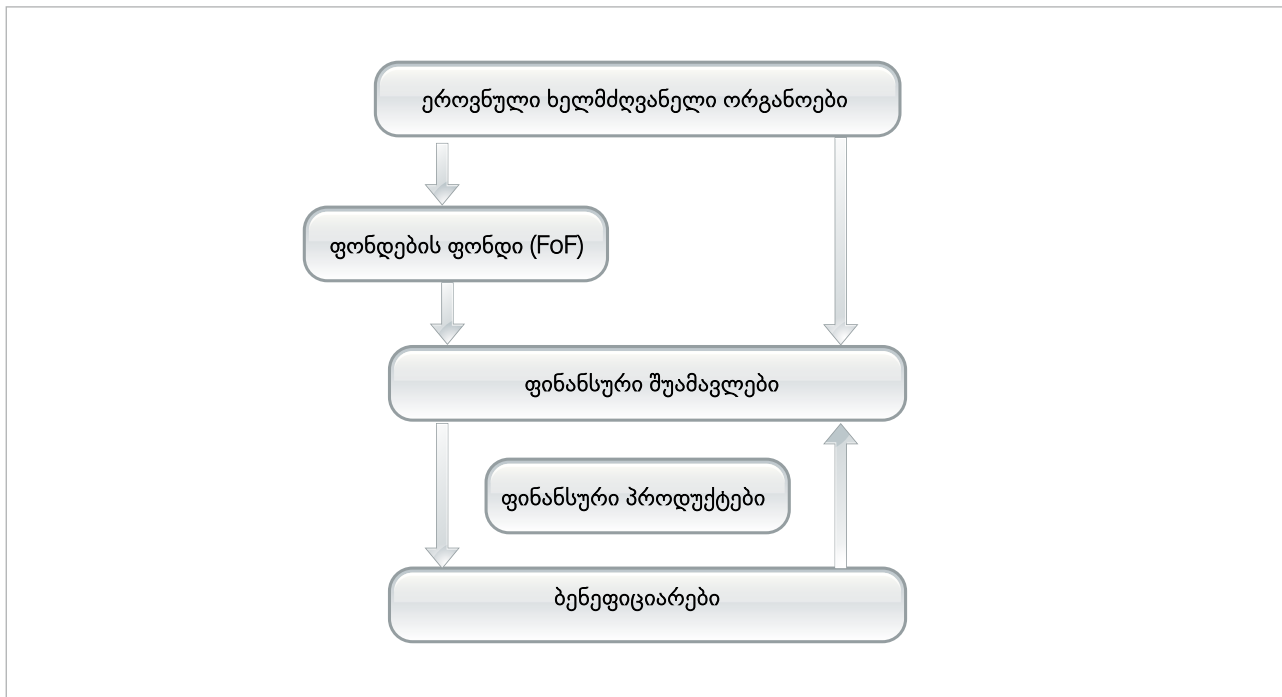 ეროვნული ხელმძღვანელი ორგანოები
ფონდების ფონდი (FoF)
ფინანსური შუამავლები
ფინანსური პროდუქტები
ბენეფიციარები